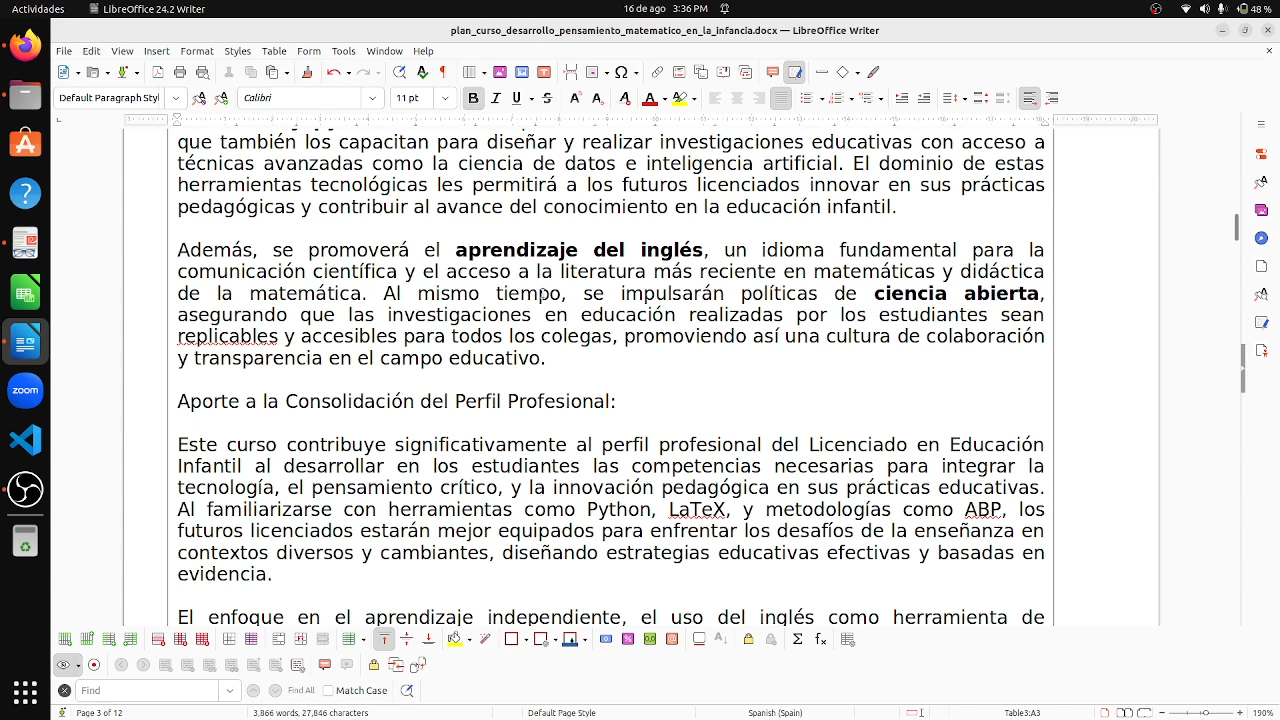 Actividades
LibreOffice 24.2 Writer
16 de ago 3:36 PM
48 %
plan_curso_desarrollo_pensamiento_matematico_en_la_infancia.docx — LibreOffice Writer
File Edit View Insert Format Styles Table Form Tools Window Help
Default Paragraph Styl
Calibri
11 pt
que también los capacitan para diseñar y realizar investigaciones educativas con acceso a
técnicas avanzadas como la ciencia de datos e inteligencia artificial. El dominio de estas
herramientas tecnológicas les permitirá a los futuros licenciados innovar en sus prácticas
pedagógicas y contribuir al avance del conocimiento en la educación infantil.
Además, se promoverá el aprendizaje del inglés, un idioma fundamental para la
comunicación científica y el acceso a la literatura más reciente en matemáticas y didáctica
de la matemática. Al mismo tiempo, se impulsarán políticas de ciencia abierta,
asegurando que las investigaciones en educación realizadas por los estudiantes sean
replicables y accesibles para todos los colegas, promoviendo así una cultura de colaboración
y transparencia en el campo educativo.
Aporte a la Consolidación del Perfil Profesional:
Este curso contribuye significativamente al perfil profesional del Licenciado en Educación
Infantil al desarrollar en los estudiantes las competencias necesarias para integrar la
tecnología, el pensamiento crítico, y la innovación pedagógica en sus prácticas educativas.
Al familiarizarse con herramientas como Python, LaTeX, y metodologías como ABP, los
futuros licenciados estarán mejor equipados para enfrentar los desafíos de la enseñanza en
contextos diversos y cambiantes, diseñando estrategias educativas efectivas y basadas en
evidencia.
El enfoque en el aprendizaje independiente, el uso del inglés como herramienta de
zoom
Find
Find All
Match Case
Page 3 of 12
3,866 words, 27,846 characters
Default Page Style
Spanish (Spain)
Table3:A3
190%